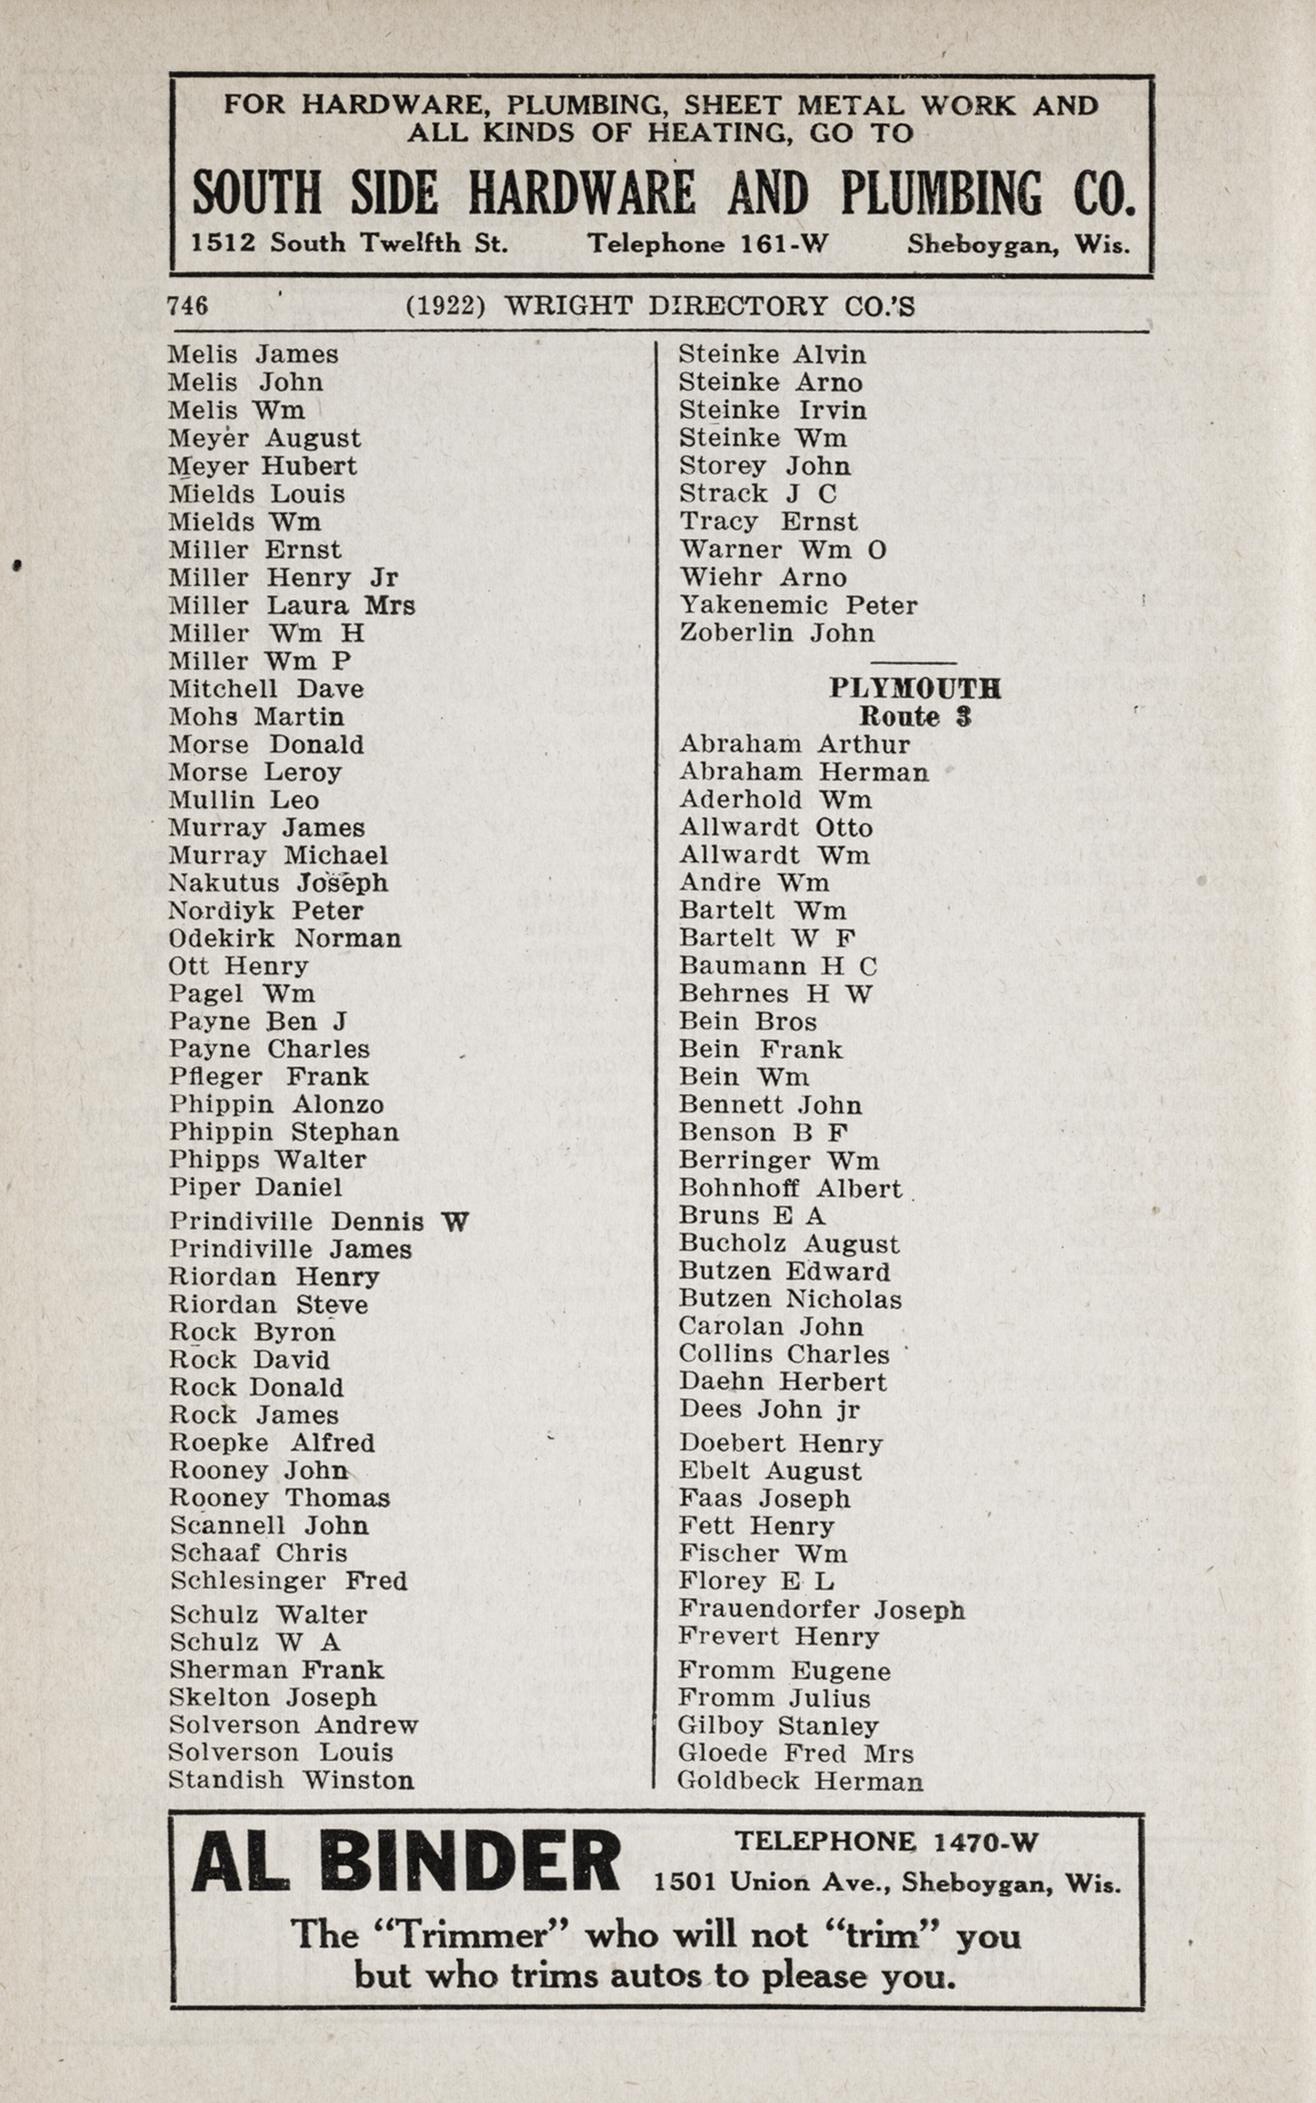 FOR HARDWARE, PLUMBING, SHEET METAL WORK AND
ALL KINDS OF HEATING, GO TO
SOUTH SIDE HARDWARE AND PLUMBING CO.
1512 South Twelfth St. Telephone 161-W Sheboygan, Wis.
746 (1922) WRIGHT DIRECTORY CO.'S
Melis James
Melis John
Melis Wm
Meyer August
Meyer Hubert
Mields Louis
Mields Wm
Miller Ernst
Miller Henry Jr
Miller Laura Mrs
Miller Wm H
Miller Wm P
Mitchell Dave
Mohs Martin
Morse Donald
Morse Leroy
Mullin Leo
Murray James
Murray Michael
Nakutus Joseph
Nordiyk Peter
Odekirk Norman
Ott Henry
Pagel Wm
Payne Ben J
Payne Charles
Pfleger Frank
Phippin Alonzo
Phippin Stephan
Phipps Walter
Piper Daniel
Prindiville Dennis W
Prindiville James
Riordan Henry
Riordan Steve
Rock Byron
Rock David
Rock Donald
Rock James
Roepke Alfred
Rooney John
Rooney Thomas
Scannell John
Schaaf Chris
Schlesinger Fred
Schulz Walter
Schulz W A
Sherman Frank
Skelton Joseph
Solverson Andrew
Solverson Louis
Standish Winston
Steinke Alvin
Steinke Arno
Steinke Irvin
Steinke Wm
Storey John
Strack J C
Tracy Ernst
Warner Wm O
Wiehr Arno
Yakenemic Peter
Zoberlin John
PLYMOUTH
Route 3
Abraham Arthur
Abraham Herman
Aderhold Wm
Allwardt Otto
Allwardt Wm
Andre Wm
Bartelt Wm
Bartelt W F
Baumann H C
Behrnes H W
Bein Bros
Bein Frank
Bein Wm
Bennett John
Benson B F
Berringer Wm
Bohnhoff Albert
Bruns E A
Bucholz August
Butzen Edward
Butzen Nicholas
Carolan John
Collins Charles
Daehn Herbert
Dees John jr
Doebert Henry
Ebelt August
Faas Joseph
Fett Henry
Fischer Wm
Florey E L
Frauendorfer Joseph
Frevert Henry
Fromm Eugene
Fromm Julius
Gilboy Stanley
Gloede Fred Mrs
Goldbeck Herman
AL BINDER
TELEPHONE 1470-W
1501 Union Ave., Sheboygan, Wis.
The “Trimmer” who will not “trim” you
but who trims autos to please you.